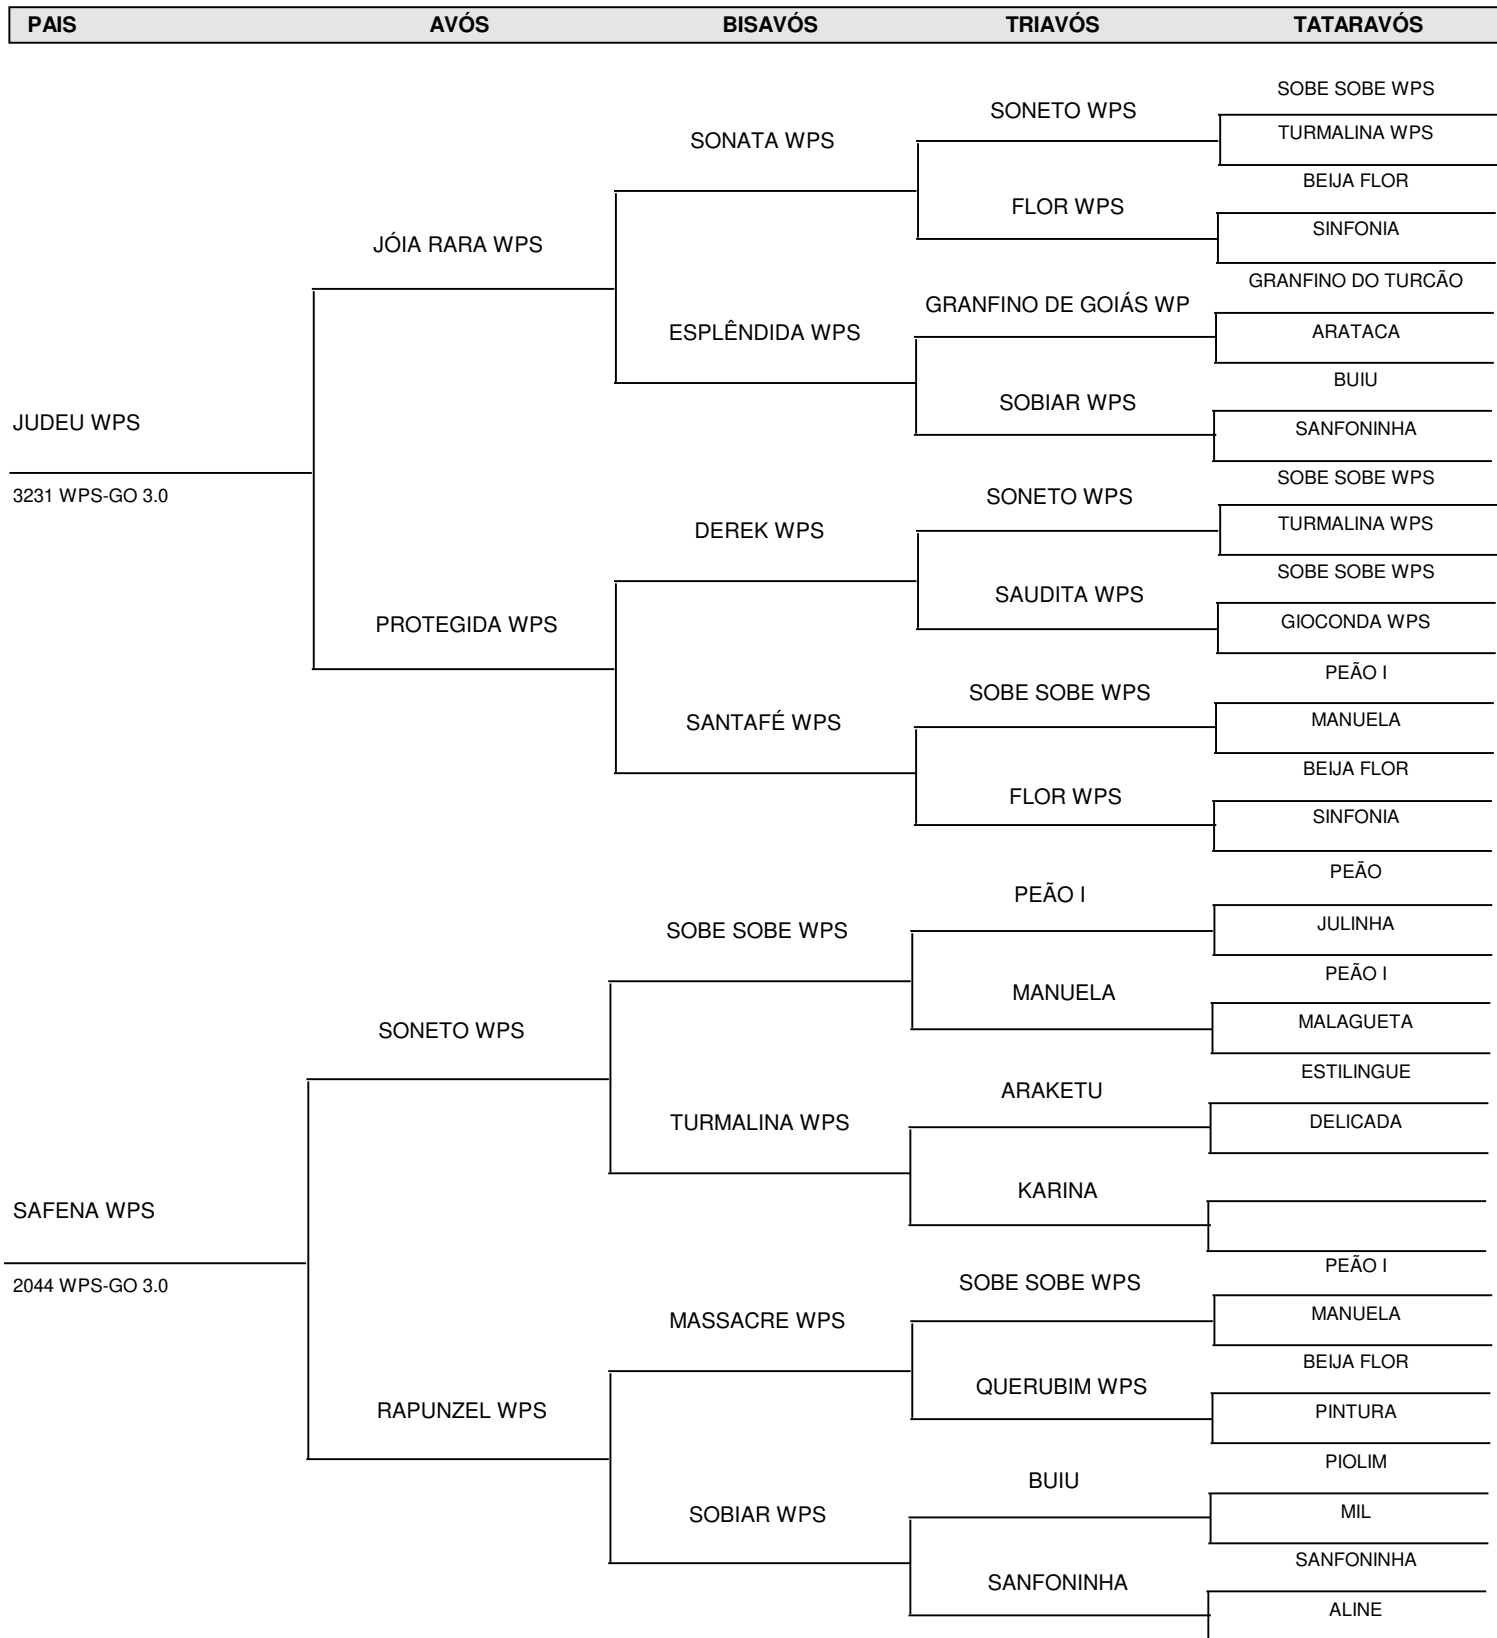 PAIS AVÓS BISAVÓS TRIAVÓS TATARAVÓS
SOBE SOBE WPS
SONETO WPS
TURMALINA WPS
SONATA WPS
BEIJA FLOR
FLOR WPS
SINFONIA
JÓIA RARA WPS
GRANFINO DO TURCÃO
GRANFINO DE GOIÁS WP
ARATACA
ESPLÊNDIDA WPS
BUIU
SOBIAR WPS
SANFONINHA
JUDEU WPS
3231 WPS-GO 3.0
SOBE SOBE WPS
SONETO WPS
TURMALINA WPS
DEREK WPS
SOBE SOBE WPS
SAUDITA WPS
GIOCONDA WPS
PROTEGIDA WPS
PEÃO I
SOBE SOBE WPS
MANUELA
SANTAFÉ WPS
BEIJA FLOR
FLOR WPS
SINFONIA
PEÃO
PEÃO I
JULINHA
SOBE SOBE WPS
PEÃO I
MANUELA
MALAGUETA
SONETO WPS
ESTILINGUE
ARAKETU
DELICADA
TURMALINA WPS
KARINA
SAFENA WPS
2044 WPS-GO 3.0
PEÃO I
SOBE SOBE WPS
MANUELA
MASSACRE WPS
BEIJA FLOR
QUERUBIM WPS
PINTURA
RAPUNZEL WPS
PIOLIM
BUIU
MIL
SOBIAR WPS
SANFONINHA
SANFONINHA
ALINE